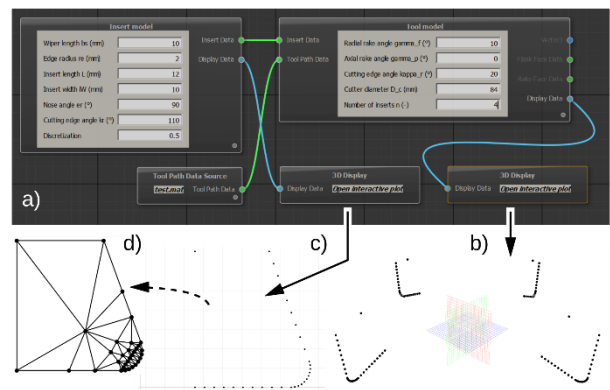 Insert model
Wiper length bs (mm) 10
Edge radius re (mm) 2
Insert length L (mm) 12
Insert width iW (mm) 10
Nose angle er (°) 90
Cutting edge angle kr (°) 110
Discretization 0.5
Insert Data
Display Data
Tool model
Insert Data
Tool Path Data
Radial rake angle gamma_f (°) 10
Axial rake angle gamma_p (°) 0
Cutting edge angle kappa_r (°) 20
Cutter diameter D_c (mm) 84
Number of inserts n (-) 4
Rake Face Data
Display Data
Tool Path Data Source
test.mat Tool Path Data
3D Display
Display Data Open interactive plot
3D Display
Display Data Open interactive plot
a)
d)
c)
b)